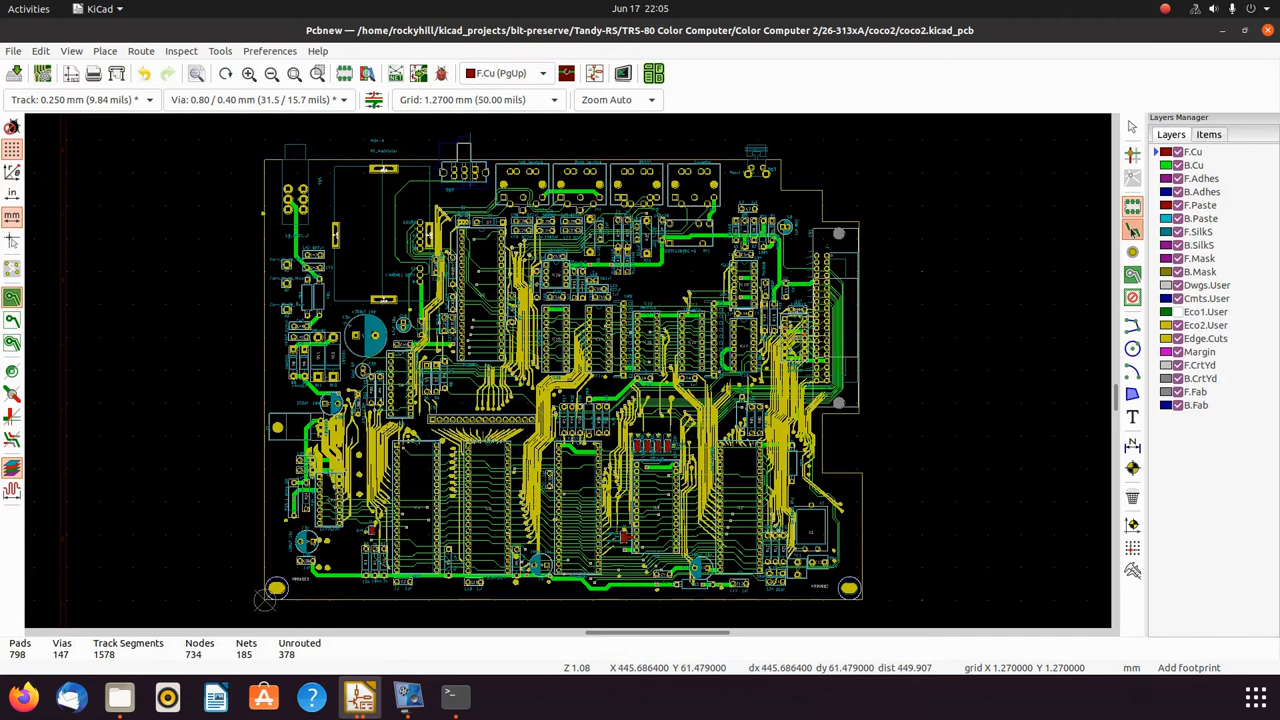 Activities
KiCad
Jun 17 22:05
Pcbnew — /home/rockyhill/kicad_projects/bit-preserve/Tandy-RS/TRS-80 Color Computer/Color Computer 2/26-313xA/coco2/coco2.kicad_pcb
File Edit View Place Route Inspect Tools Preferences Help
F.Cu (PgUp)
Track: 0.250 mm (9.84 mils) *
Via: 0.80 / 0.40 mm (31.5 / 15.7 mils) *
Grid: 1.2700 mm (50.00 mils)
Zoom Auto
in
mm
Layers Manager
Layers Items
F.Cu
B.Cu
F.Adhes
B.Adhes
F.Paste
B.Paste
F.SilkS
B.SilkS
F.Mask
B.Mask
Dwgs.User
Cmts.User
Eco1.User
Eco2.User
Edge.Cuts
Margin
F.CrtYd
B.CrtYd
F.Fab
B.Fab
Pads Vias Track Segments Nodes Nets Unrouted
798 147 1578 734 185 378
Z 1.08 X 445.686400 Y 61.479000 dx 445.686400 dy 61.479000 dist 449.907 grid X 1.270000 Y 1.270000 mm Add footprint